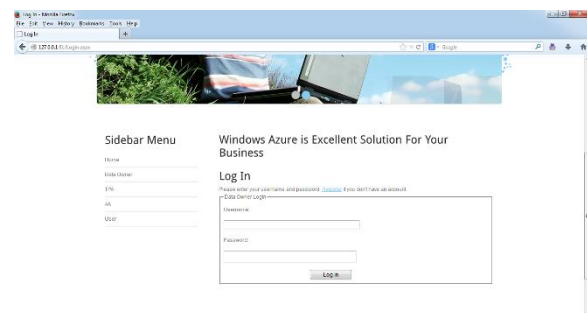 Log In - Mozilla Firefox
File Edit View History Bookmarks Tools Help
Log In
Google
Sidebar Menu
Home
Data Owner
TPA
AA
User
Windows Azure is Excellent Solution For Your
Business
Log In
Please enter your username and password. Register if you don't have an account.
Data Owner Login
Username:
Password:
Log In